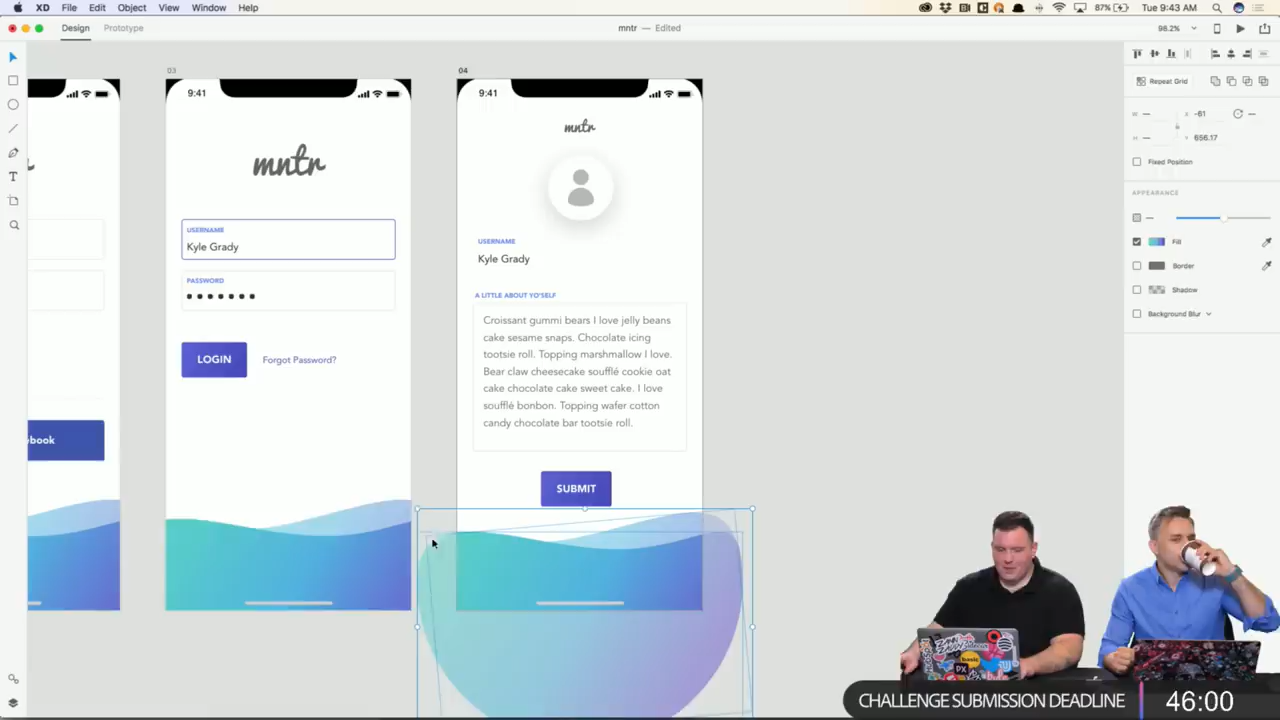 XD File Edit Object View Window Help
87% Tue 9:43 AM
Design Prototype
mntr — Edited
98.2%
03
04
9:41
9:41
mntr
mntr
USERNAME
Kyle Grady
PASSWORD
LOGIN Forgot Password?
USERNAME
Kyle Grady
A LITTLE ABOUT YO'SELF
Croissant gummi bears I love jelly beans
cake sesame snaps. Chocolate icing
tootsie roll. Topping marshmallow I love.
Bear claw cheesecake soufflé cookie oat
cake chocolate cake sweet cake. I love
soufflé bonbon. Topping wafer cotton
candy chocolate bar tootsie roll.
SUBMIT
ebook
Repeat Grid
W — X -61
H — Y 656.17
Fixed Position
APPEARANCE
Fill
Border
Shadow
Background Blur
CHALLENGE SUBMISSION DEADLINE 46:00